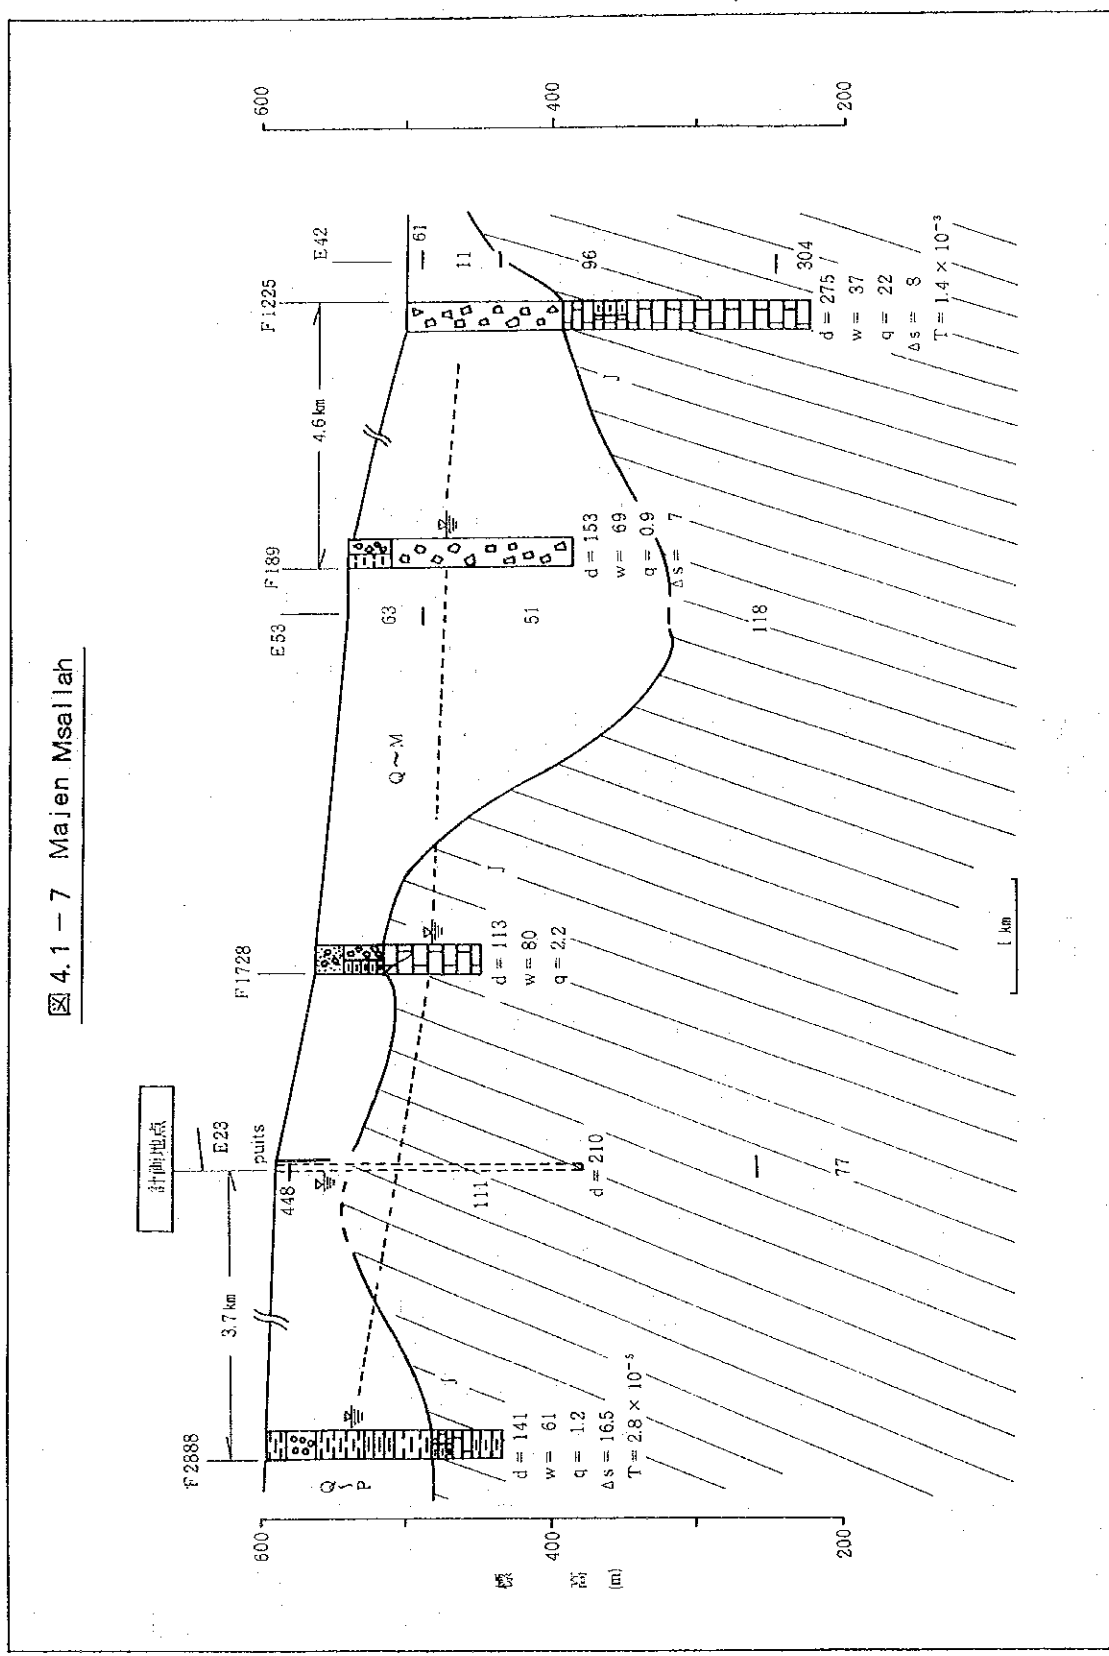 図 4.1 － 7 Majen Msallah
計画地点
F2888
3.7 km
E23
puits
F1728
E53
F189
4.6 km
F1225
E42
600
400
200
標 高 (m)
600
400
200
Q ~ P
448
111
77
Q ~ M
63
51
118
61
11
96
304
J
J
J
d = 141
w = 61
q = 1.2
Δs = 16.5
T = 2.8 × 10⁻⁵
d = 210
d = 113
w = 80
q = 2.2
d = 153
w = 69
q = 0.9
Δs = 7
d = 275
w = 37
q = 22
Δs = 8
T = 1.4 × 10⁻³
1 km